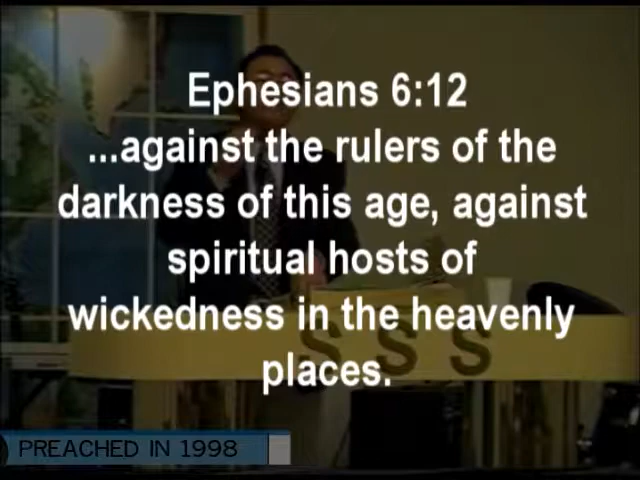 Ephesians 6:12
...against the rulers of the
darkness of this age, against
spiritual hosts of
wickedness in the heavenly
places.
SSS
PREACHED IN 1998